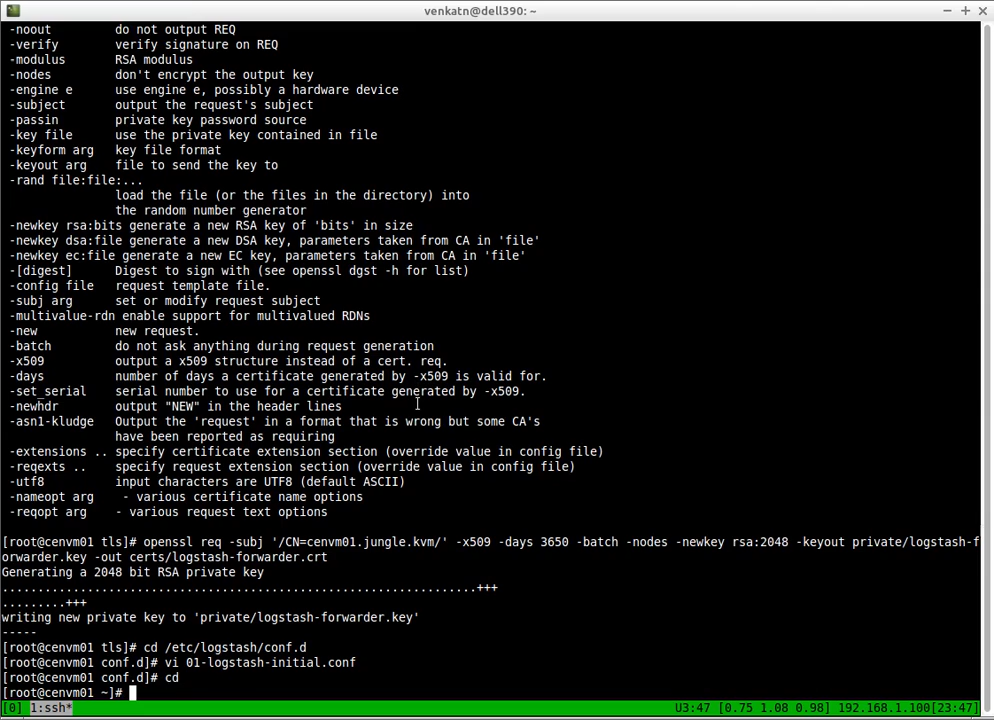 venkatn@dell390: ~
-noout         do not output REQ
-verify        verify signature on REQ
-modulus       RSA modulus
-nodes         don't encrypt the output key
-engine e      use engine e, possibly a hardware device
-subject       output the request's subject
-passin        private key password source
-key file      use the private key contained in file
-keyform arg   key file format
-keyout arg    file to send the key to
-rand file:file:...
               load the file (or the files in the directory) into
               the random number generator
-newkey rsa:bits generate a new RSA key of 'bits' in size
-newkey dsa:file generate a new DSA key, parameters taken from CA in 'file'
-newkey ec:file generate a new EC key, parameters taken from CA in 'file'
-[digest]      Digest to sign with (see openssl dgst -h for list)
-config file   request template file.
-subj arg      set or modify request subject
-multivalue-rdn enable support for multivalued RDNs
-new           new request.
-batch         do not ask anything during request generation
-x509          output a x509 structure instead of a cert. req.
-days          number of days a certificate generated by -x509 is valid for.
-set_serial    serial number to use for a certificate generated by -x509.
-newhdr        output "NEW" in the header lines
-asn1-kludge   Output the 'request' in a format that is wrong but some CA's
               have been reported as requiring
-extensions .. specify certificate extension section (override value in config file)
-reqexts ..    specify request extension section (override value in config file)
-utf8          input characters are UTF8 (default ASCII)
-nameopt arg    - various certificate name options
-reqopt arg    - various request text options
[root@cenvm01 tls]# openssl req -subj '/CN=cenvm01.jungle.kvm/' -x509 -days 3650 -batch -nodes -newkey rsa:2048 -keyout private/logstash-f
orwarder.key -out certs/logstash-forwarder.crt
Generating a 2048 bit RSA private key
...................................................................+++
.........+++
writing new private key to 'private/logstash-forwarder.key'
-----
[root@cenvm01 tls]# cd /etc/logstash/conf.d
[root@cenvm01 conf.d]# vi 01-logstash-initial.conf
[root@cenvm01 conf.d]# cd
[root@cenvm01 ~]#
[0] 1:ssh* U3:47 [0.75 1.08 0.98] 192.168.1.100[23:47]